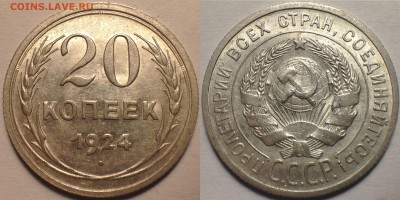 COINS.LAVE.RU
20
КОПЕЕК
1924
ПРОЛЕТАРИИ ВСЕХ СТРАН, СОЕДИНЯЙТЕСЬ!
С.С.С.Р.